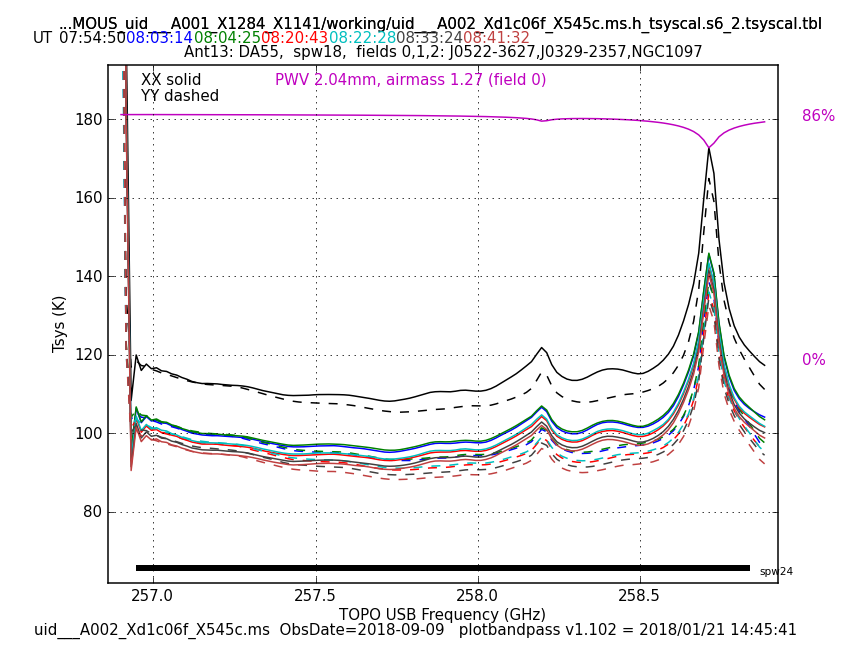 ...MOUS_uid___A001_X1284_X1141/working/uid___A002_Xd1c06f_X545c.ms.h_tsyscal.s6_2.tsyscal.tbl
UT 07:54:50 08:03:14 08:04:25 08:20:43 08:22:28 08:33:24 08:41:32
Ant13: DA55, spw18, fields 0,1,2: J0522-3627,J0329-2357,NGC1097
XX solid
PWV 2.04mm, airmass 1.27 (field 0)
YY dashed
86%
0%
180
160
140
120
100
80
Tsys (K)
spw24
257.0 257.5 258.0 258.5
TOPO USB Frequency (GHz)
uid___A002_Xd1c06f_X545c.ms ObsDate=2018-09-09 plotbandpass v1.102 = 2018/01/21 14:45:41